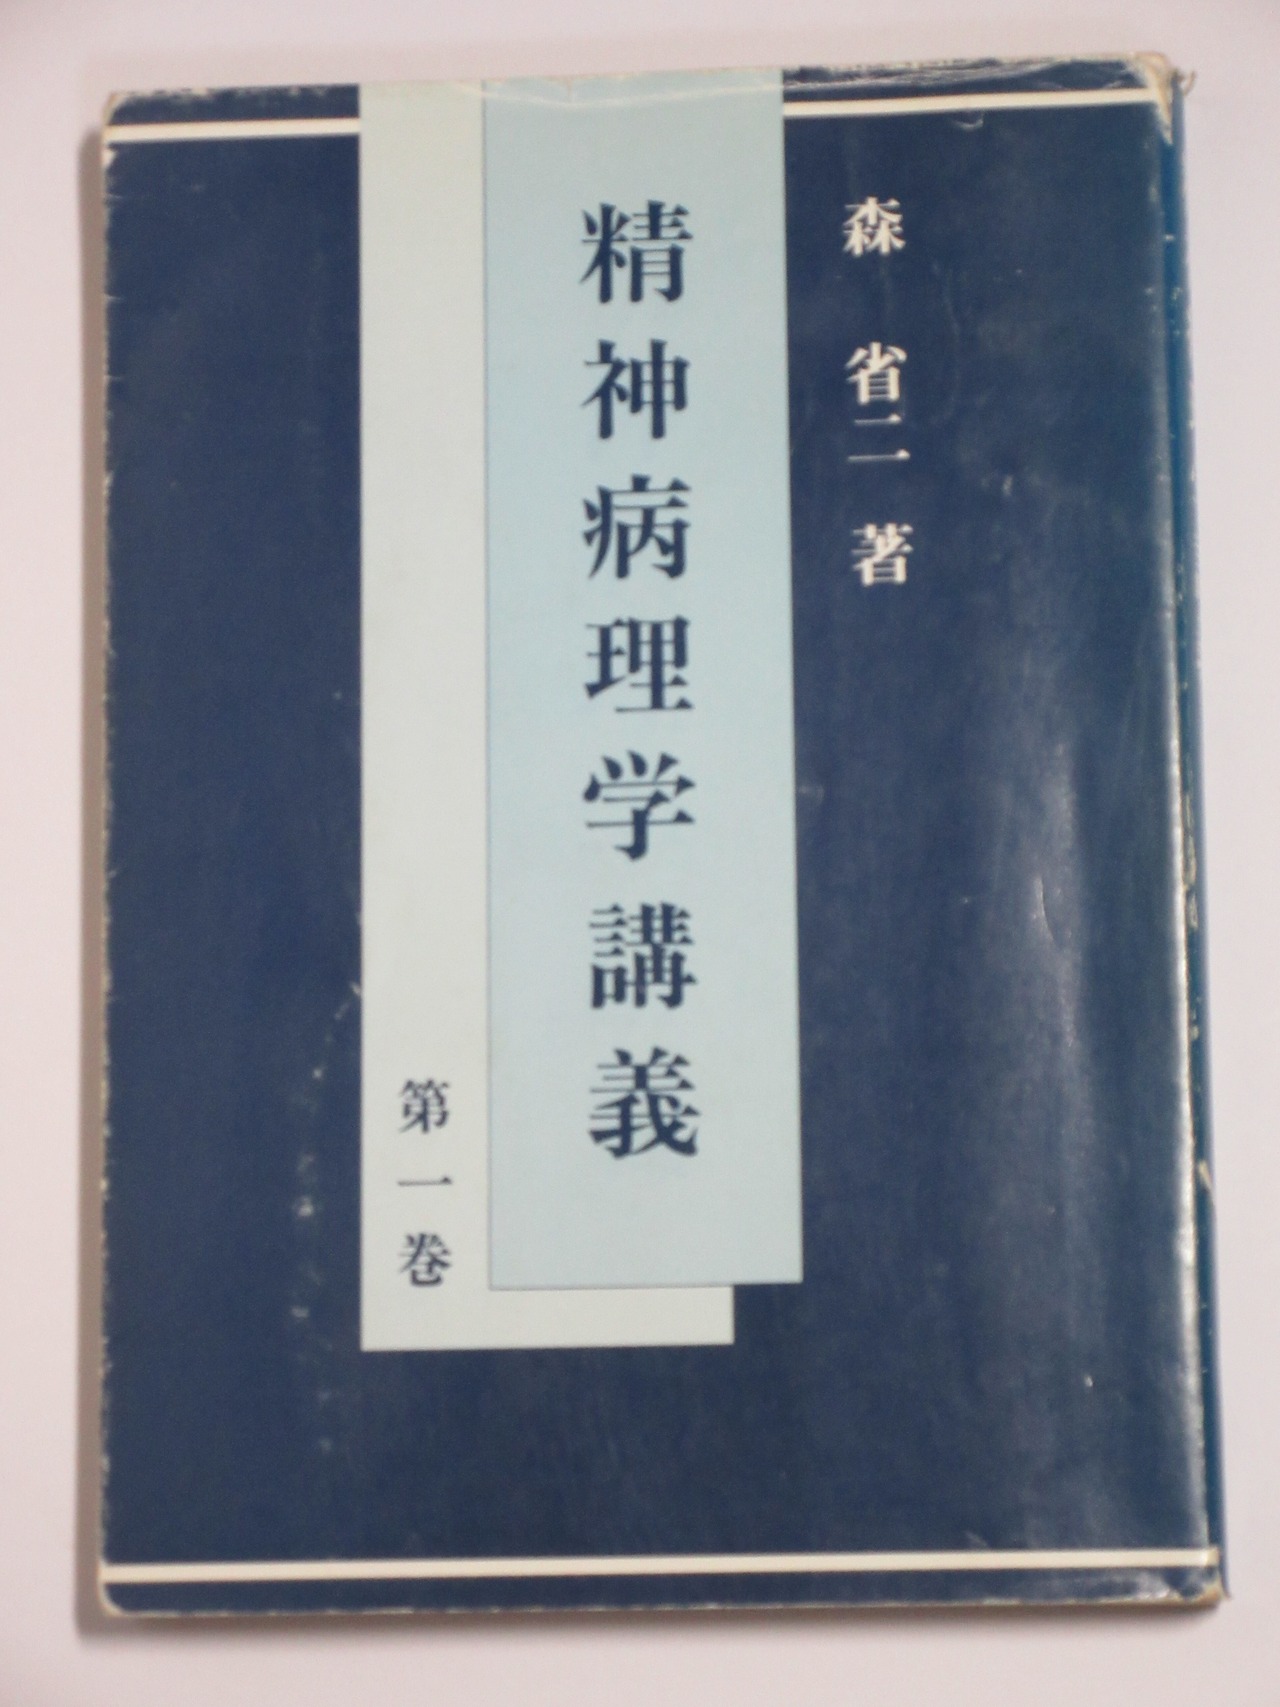 森 省二 著
精神病理学講義
第一巻